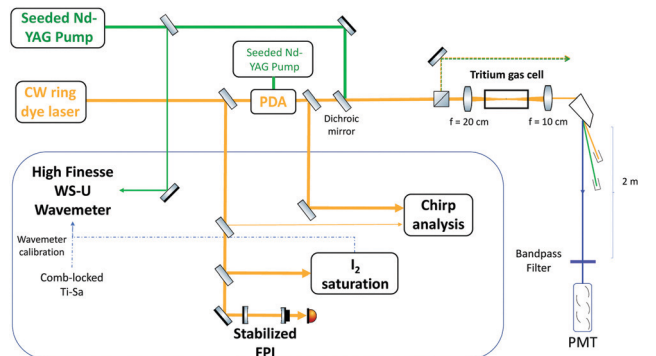 Seeded Nd-
YAG Pump
Seeded Nd-
YAG Pump
CW ring
dye laser
PDA
Dichroic
mirror
Tritium gas cell
f = 20 cm
f = 10 cm
2 m
High Finesse
WS-U
Wavemeter
Chirp
analysis
Wavemeter
calibration
Comb-locked
Ti-Sa
I2
saturation
Bandpass
Filter
Stabilized
FPI
PMT